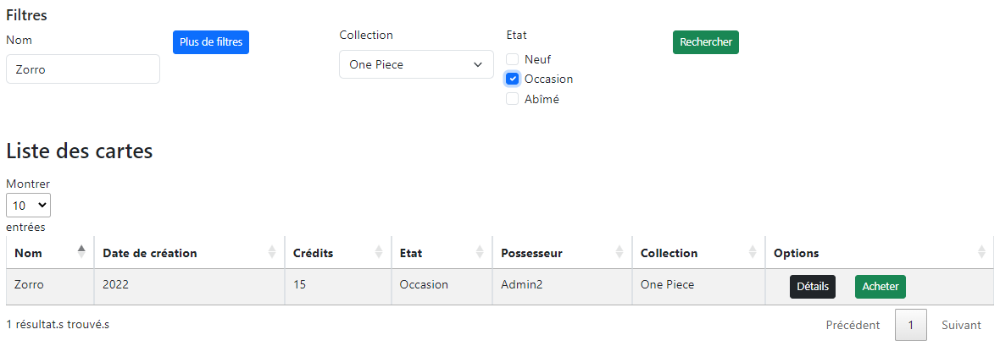 Filtres
Nom
Plus de filtres
Collection
Etat
Rechercher
Zorro
One Piece
Neuf
Occasion
Abîmé
Liste des cartes
Montrer
10
entrées
Nom Date de création Crédits Etat Possesseur Collection Options
Zorro 2022 15 Occasion Admin2 One Piece Détails Acheter
1 résultat.s trouvé.s
Précédent 1 Suivant